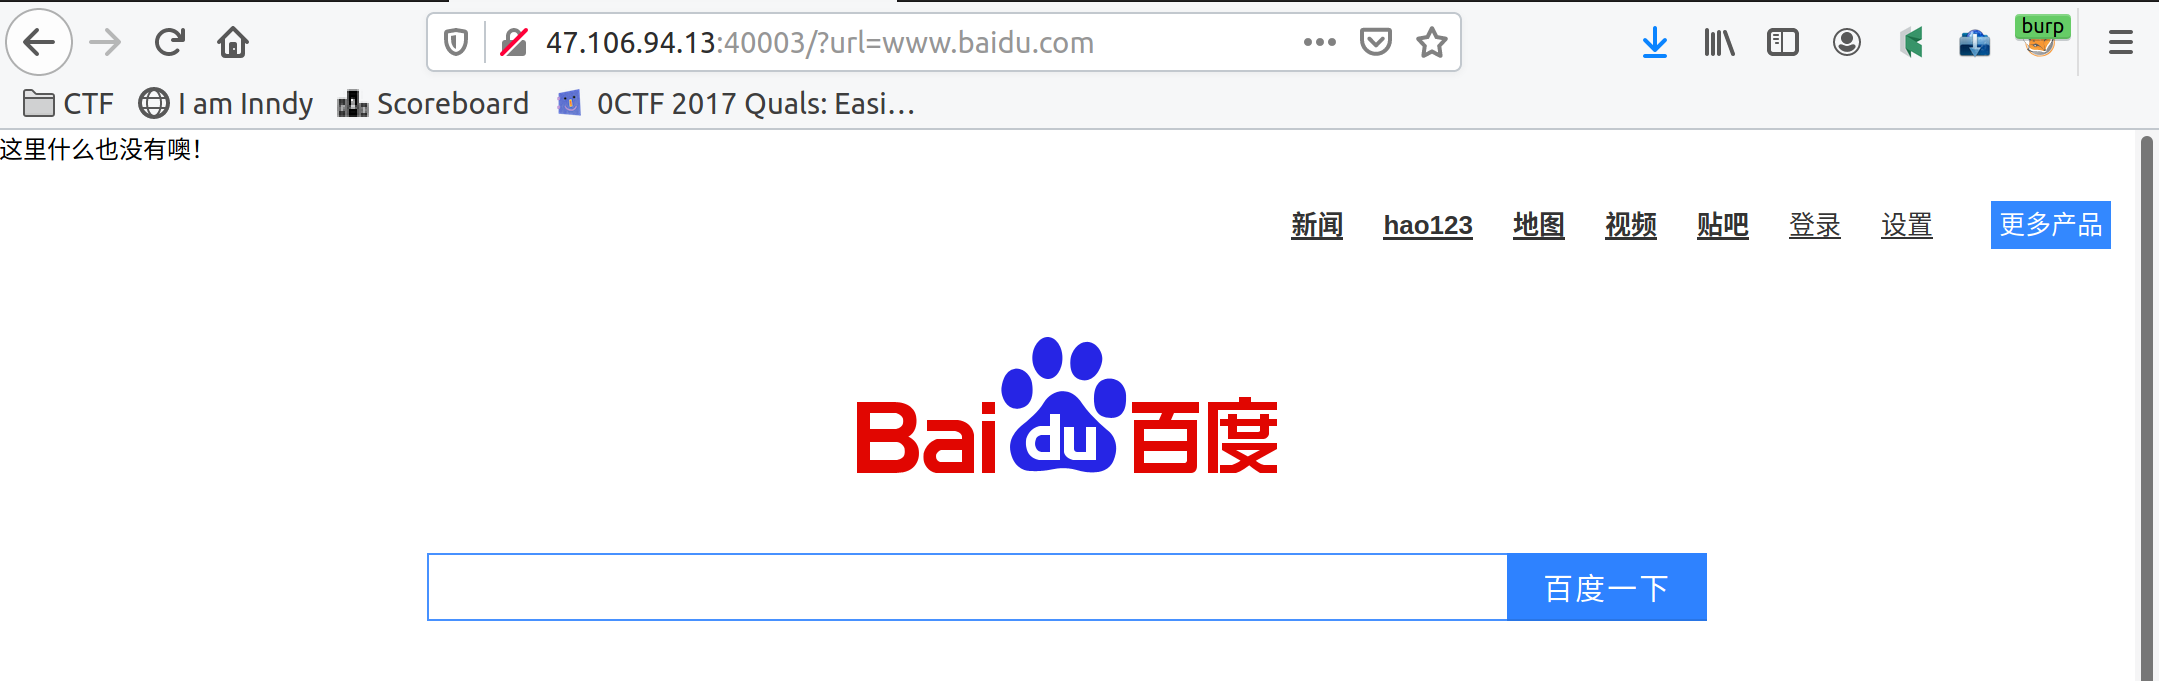 burp
47.106.94.13:40003/?url=www.baidu.com
CTF I am Inndy Scoreboard 0CTF 2017 Quals: Easi...
这里什么也没有噢!
新闻 hao123 地图 视频 贴吧 登录 设置 更多产品
Bai du 百度
百度一下